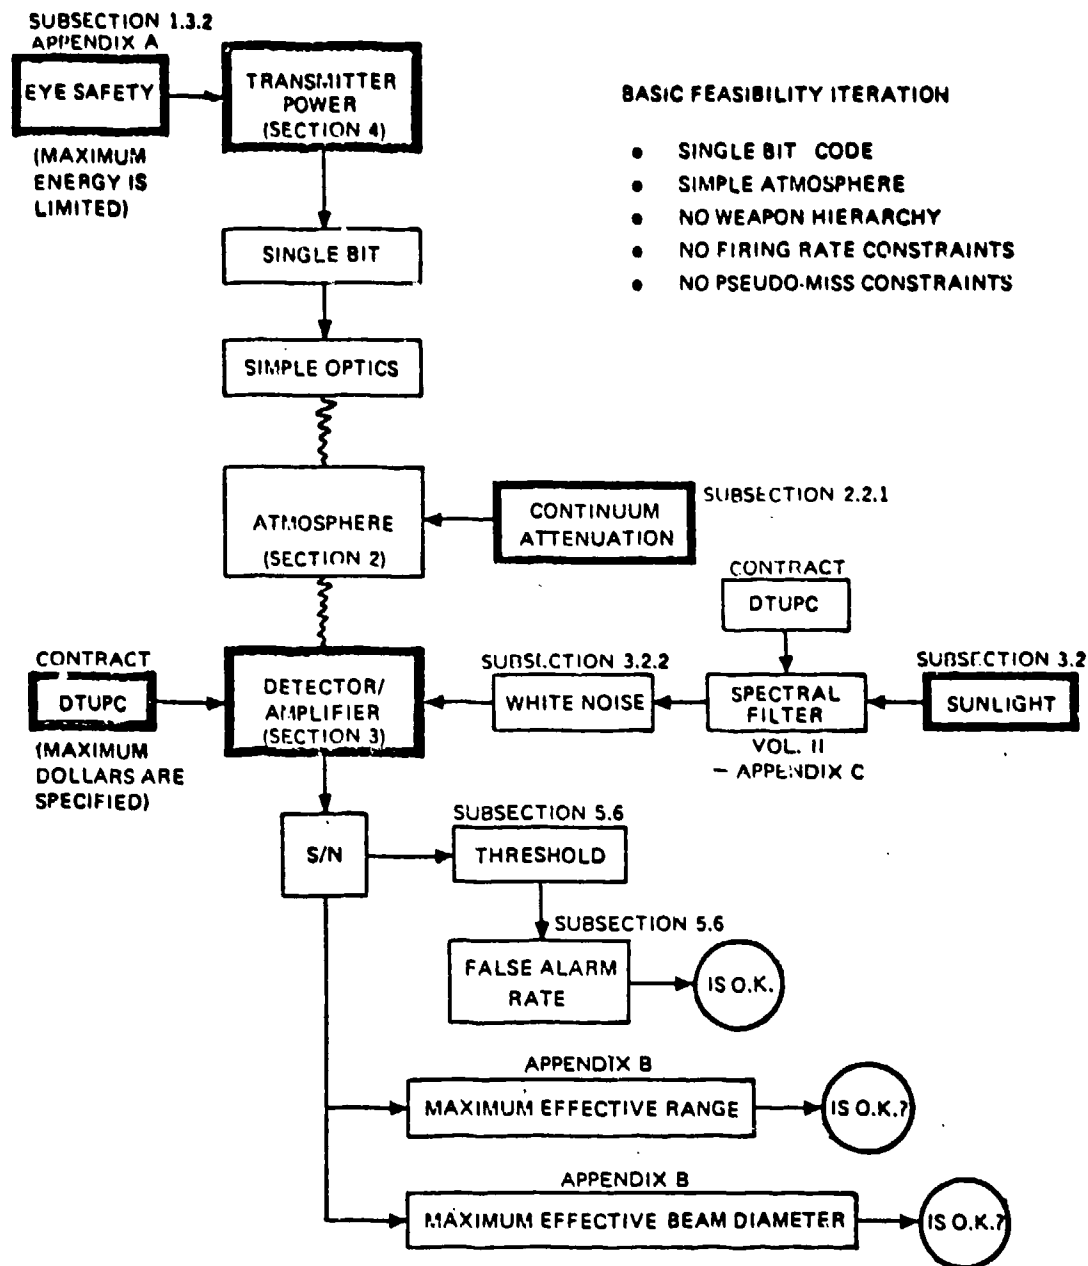 SUBSECTION 1.3.2
APPENDIX A
EYE SAFETY
(MAXIMUM
ENERGY IS
LIMITED)
TRANSMITTER
POWER
(SECTION 4)
BASIC FEASIBILITY ITERATION
• SINGLE BIT CODE
• SIMPLE ATMOSPHERE
• NO WEAPON HIERARCHY
• NO FIRING RATE CONSTRAINTS
• NO PSEUDO-MISS CONSTRAINTS
SINGLE BIT
SIMPLE OPTICS
ATMOSPHERE
(SECTION 2)
CONTINUUM
ATTENUATION
SUBSECTION 2.2.1
CONTRACT
DTUPC
CONTRACT
DTUPC
(MAXIMUM
DOLLARS ARE
SPECIFIED)
DETECTOR/
AMPLIFIER
(SECTION 3)
SUBSECTION 3.2.2
WHITE NOISE
SPECTRAL
FILTER
VOL. II
– APPENDIX C
SUBSECTION 3.2
SUNLIGHT
S/N
SUBSECTION 5.6
THRESHOLD
SUBSECTION 5.6
FALSE ALARM
RATE
IS O.K.
APPENDIX B
MAXIMUM EFFECTIVE RANGE
IS O.K.?
APPENDIX B
MAXIMUM EFFECTIVE BEAM DIAMETER
IS O.K.?